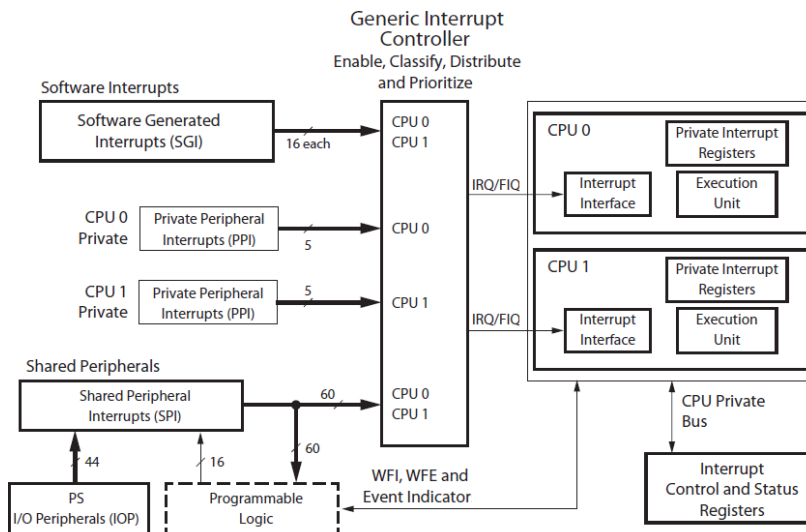 Generic Interrupt
Controller
Enable, Classify, Distribute
and Prioritize
Software Interrupts
Software Generated
Interrupts (SGI)
16 each
CPU 0
CPU 1
CPU 0
Private
Private Peripheral
Interrupts (PPI)
5
CPU 0
CPU 1
Private
Private Peripheral
Interrupts (PPI)
5
CPU 1
Shared Peripherals
Shared Peripheral
Interrupts (SPI)
60
CPU 0
CPU 1
44
16
60
PS
I/O Peripherals (IOP)
Programmable
Logic
WFI, WFE and
Event Indicator
IRQ/FIQ
CPU 0
Private Interrupt
Registers
Interrupt
Interface
Execution
Unit
IRQ/FIQ
CPU 1
Private Interrupt
Registers
Interrupt
Interface
Execution
Unit
CPU Private
Bus
Interrupt
Control and Status
Registers